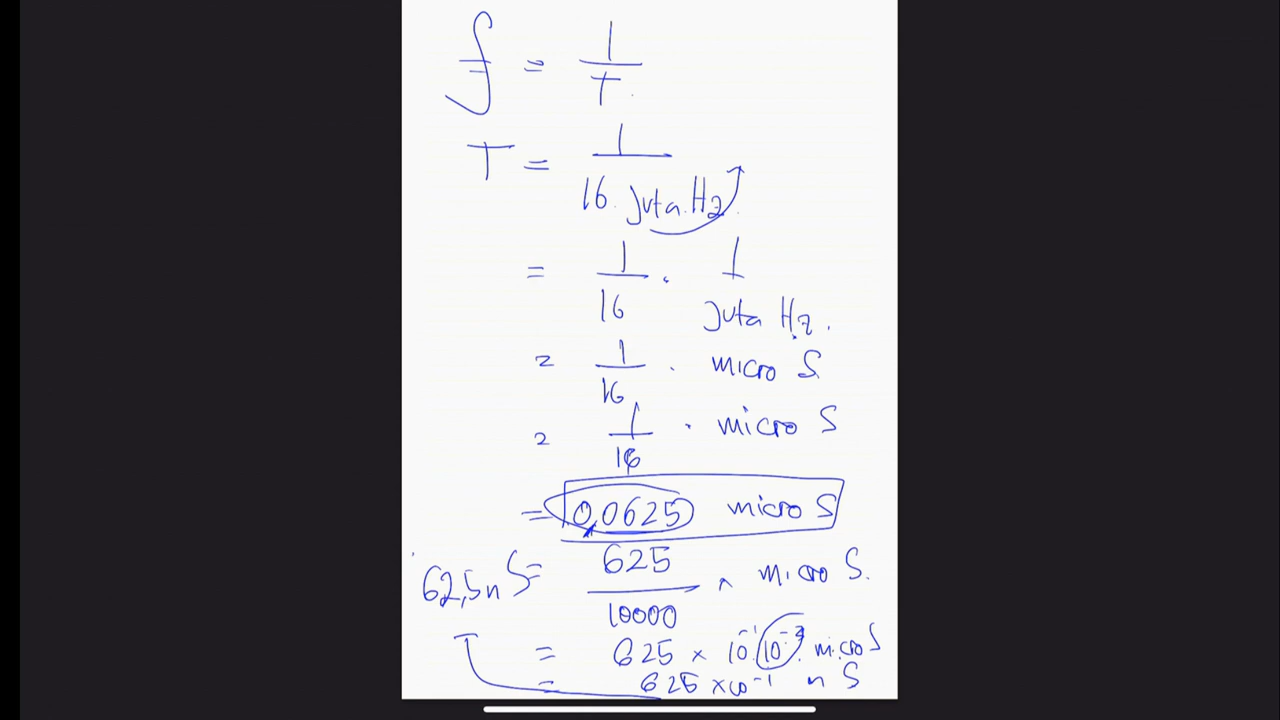 f = 1/T
T = 1/16 juta Hz
= 1/16 . 1/juta Hz.
= 1/16 . micro S
= 1/16 . micro S
= 0,0625 micro S
62,5 n S = 625/10000 x micro S.
= 625 x 10⁻¹ 10⁻³ micro S
= 625 x 10⁻¹ n S